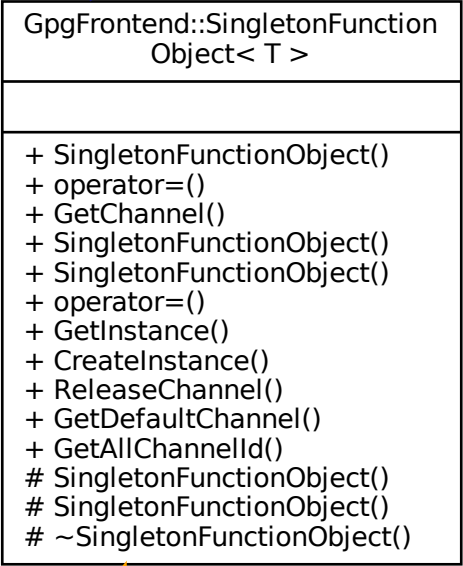 GpgFrontend::SingletonFunction
Object< T >
+ SingletonFunctionObject()
+ operator=()
+ GetChannel()
+ SingletonFunctionObject()
+ SingletonFunctionObject()
+ operator=()
+ GetInstance()
+ CreateInstance()
+ ReleaseChannel()
+ GetDefaultChannel()
+ GetAllChannelId()
# SingletonFunctionObject()
# SingletonFunctionObject()
# ~SingletonFunctionObject()